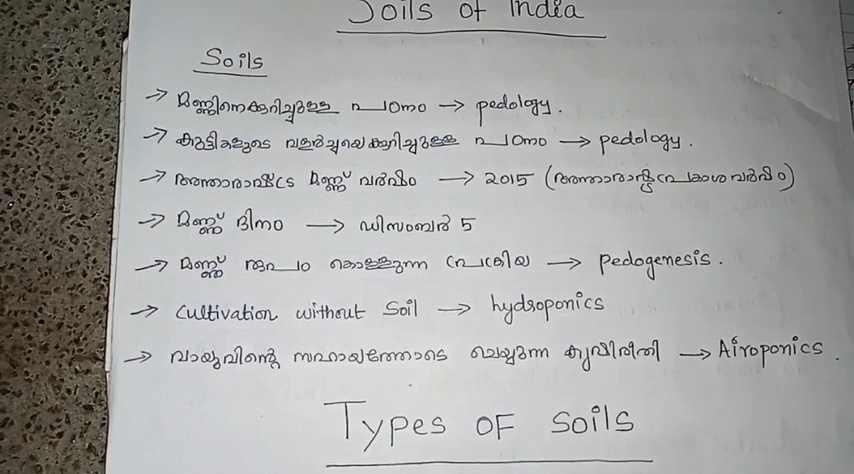 Soils of India
Soils
→ മണ്ണിനെക്കുറിച്ചുള്ള പഠനം → pedology.
→ കുട്ടികളുടെ വളർച്ചയെക്കുറിച്ചുള്ള പഠനം → pedology.
→ അന്താരാഷ്ട്ര മണ്ണ് വർഷം → 2015 (അന്താരാഷ്ട്ര പ്രകാശവർഷം)
→ മണ്ണ് ദിനം → ഡിസംബർ 5
→ മണ്ണ് രൂപം കൊള്ളുന്ന പ്രക്രിയ → pedogenesis.
→ Cultivation without Soil → hydroponics
→ വായുവിന്റെ സഹായത്തോടെ ചെയ്യുന്ന കൃഷിരീതി → Airoponics.
Types OF Soils